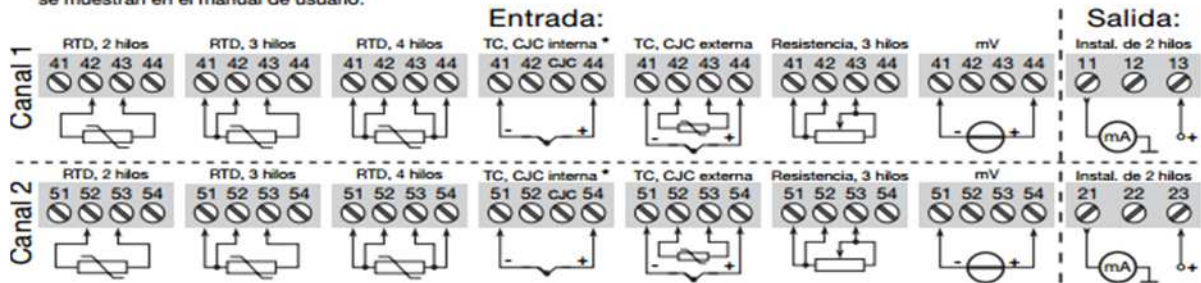 se muestran en el manual de usuario.
Entrada: Salida:
Canal 1
RTD, 2 hilos RTD, 3 hilos RTD, 4 hilos TC, CJC interna * TC, CJC externa Resistencia, 3 hilos mV Instal. de 2 hilos
41 42 43 44 41 42 43 44 41 42 43 44 41 42 CJC 44 41 42 43 44 41 42 43 44 41 42 43 44 11 12 13
- + - + - + mA +
Canal 2
RTD, 2 hilos RTD, 3 hilos RTD, 4 hilos TC, CJC interna * TC, CJC externa Resistencia, 3 hilos mV Instal. de 2 hilos
51 52 53 54 51 52 53 54 51 52 53 54 51 52 CJC 54 51 52 53 54 51 52 53 54 51 52 53 54 21 22 23
- + - + - + mA +